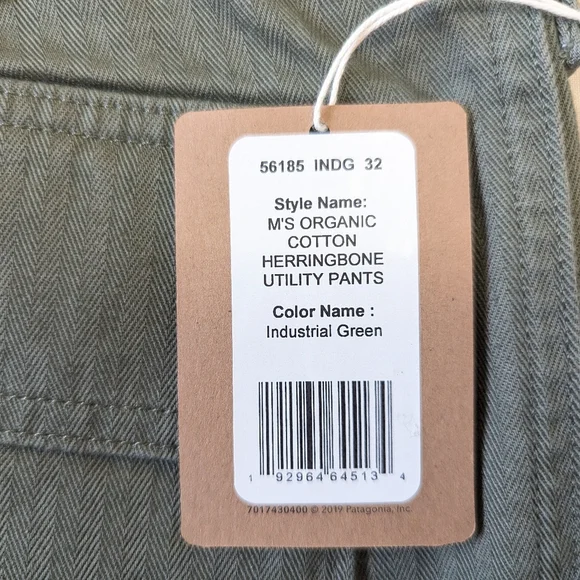 56185 INDG 32
Style Name:
M'S ORGANIC
COTTON
HERRINGBONE
UTILITY PANTS
Color Name :
Industrial Green
1 92964 64513 4
7017430400 © 2019 Patagonia, Inc.